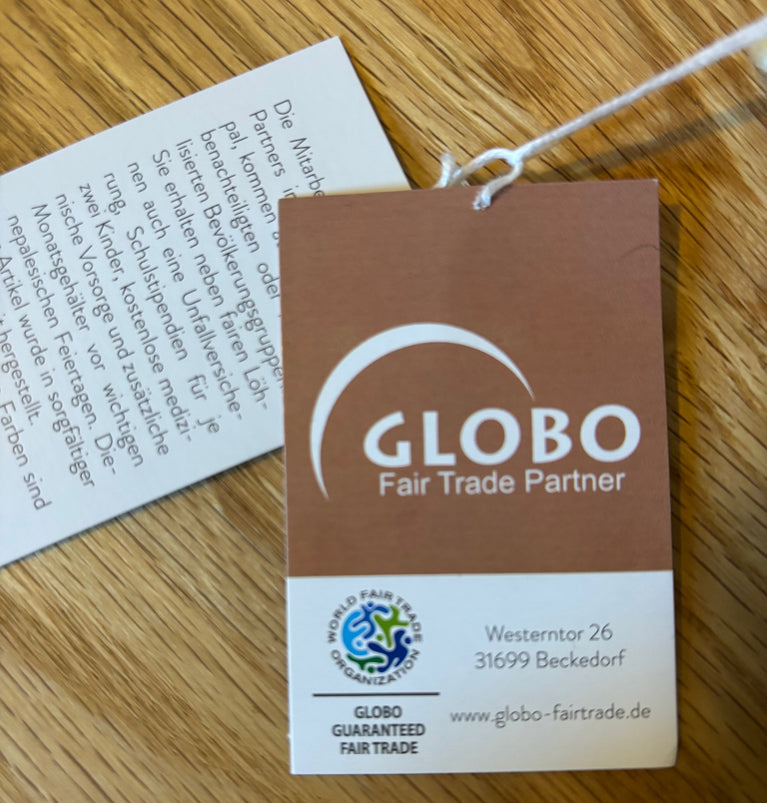 Die
Partners
pal, kommen
benachteiligten oder
lisierten Bevölkerungsgruppen.
Sie erhalten neben fairen Löh-
nen auch eine Unfallversiche-
rung, Schulstipendien für je
zwei Kinder, kostenlose medizi-
nische Vorsorge und zusätzliche
Monatsgehälter vor wichtigen
nepalesischen Feiertagen. Die-
Artikel wurde in sorgfältiger
hergestellt.
Farben sind
GLOBO
Fair Trade Partner
WORLD FAIR TRADE
ORGANIZATION
GLOBO
GUARANTEED
FAIR TRADE
Westerntor 26
31699 Beckedorf
www.globo-fairtrade.de